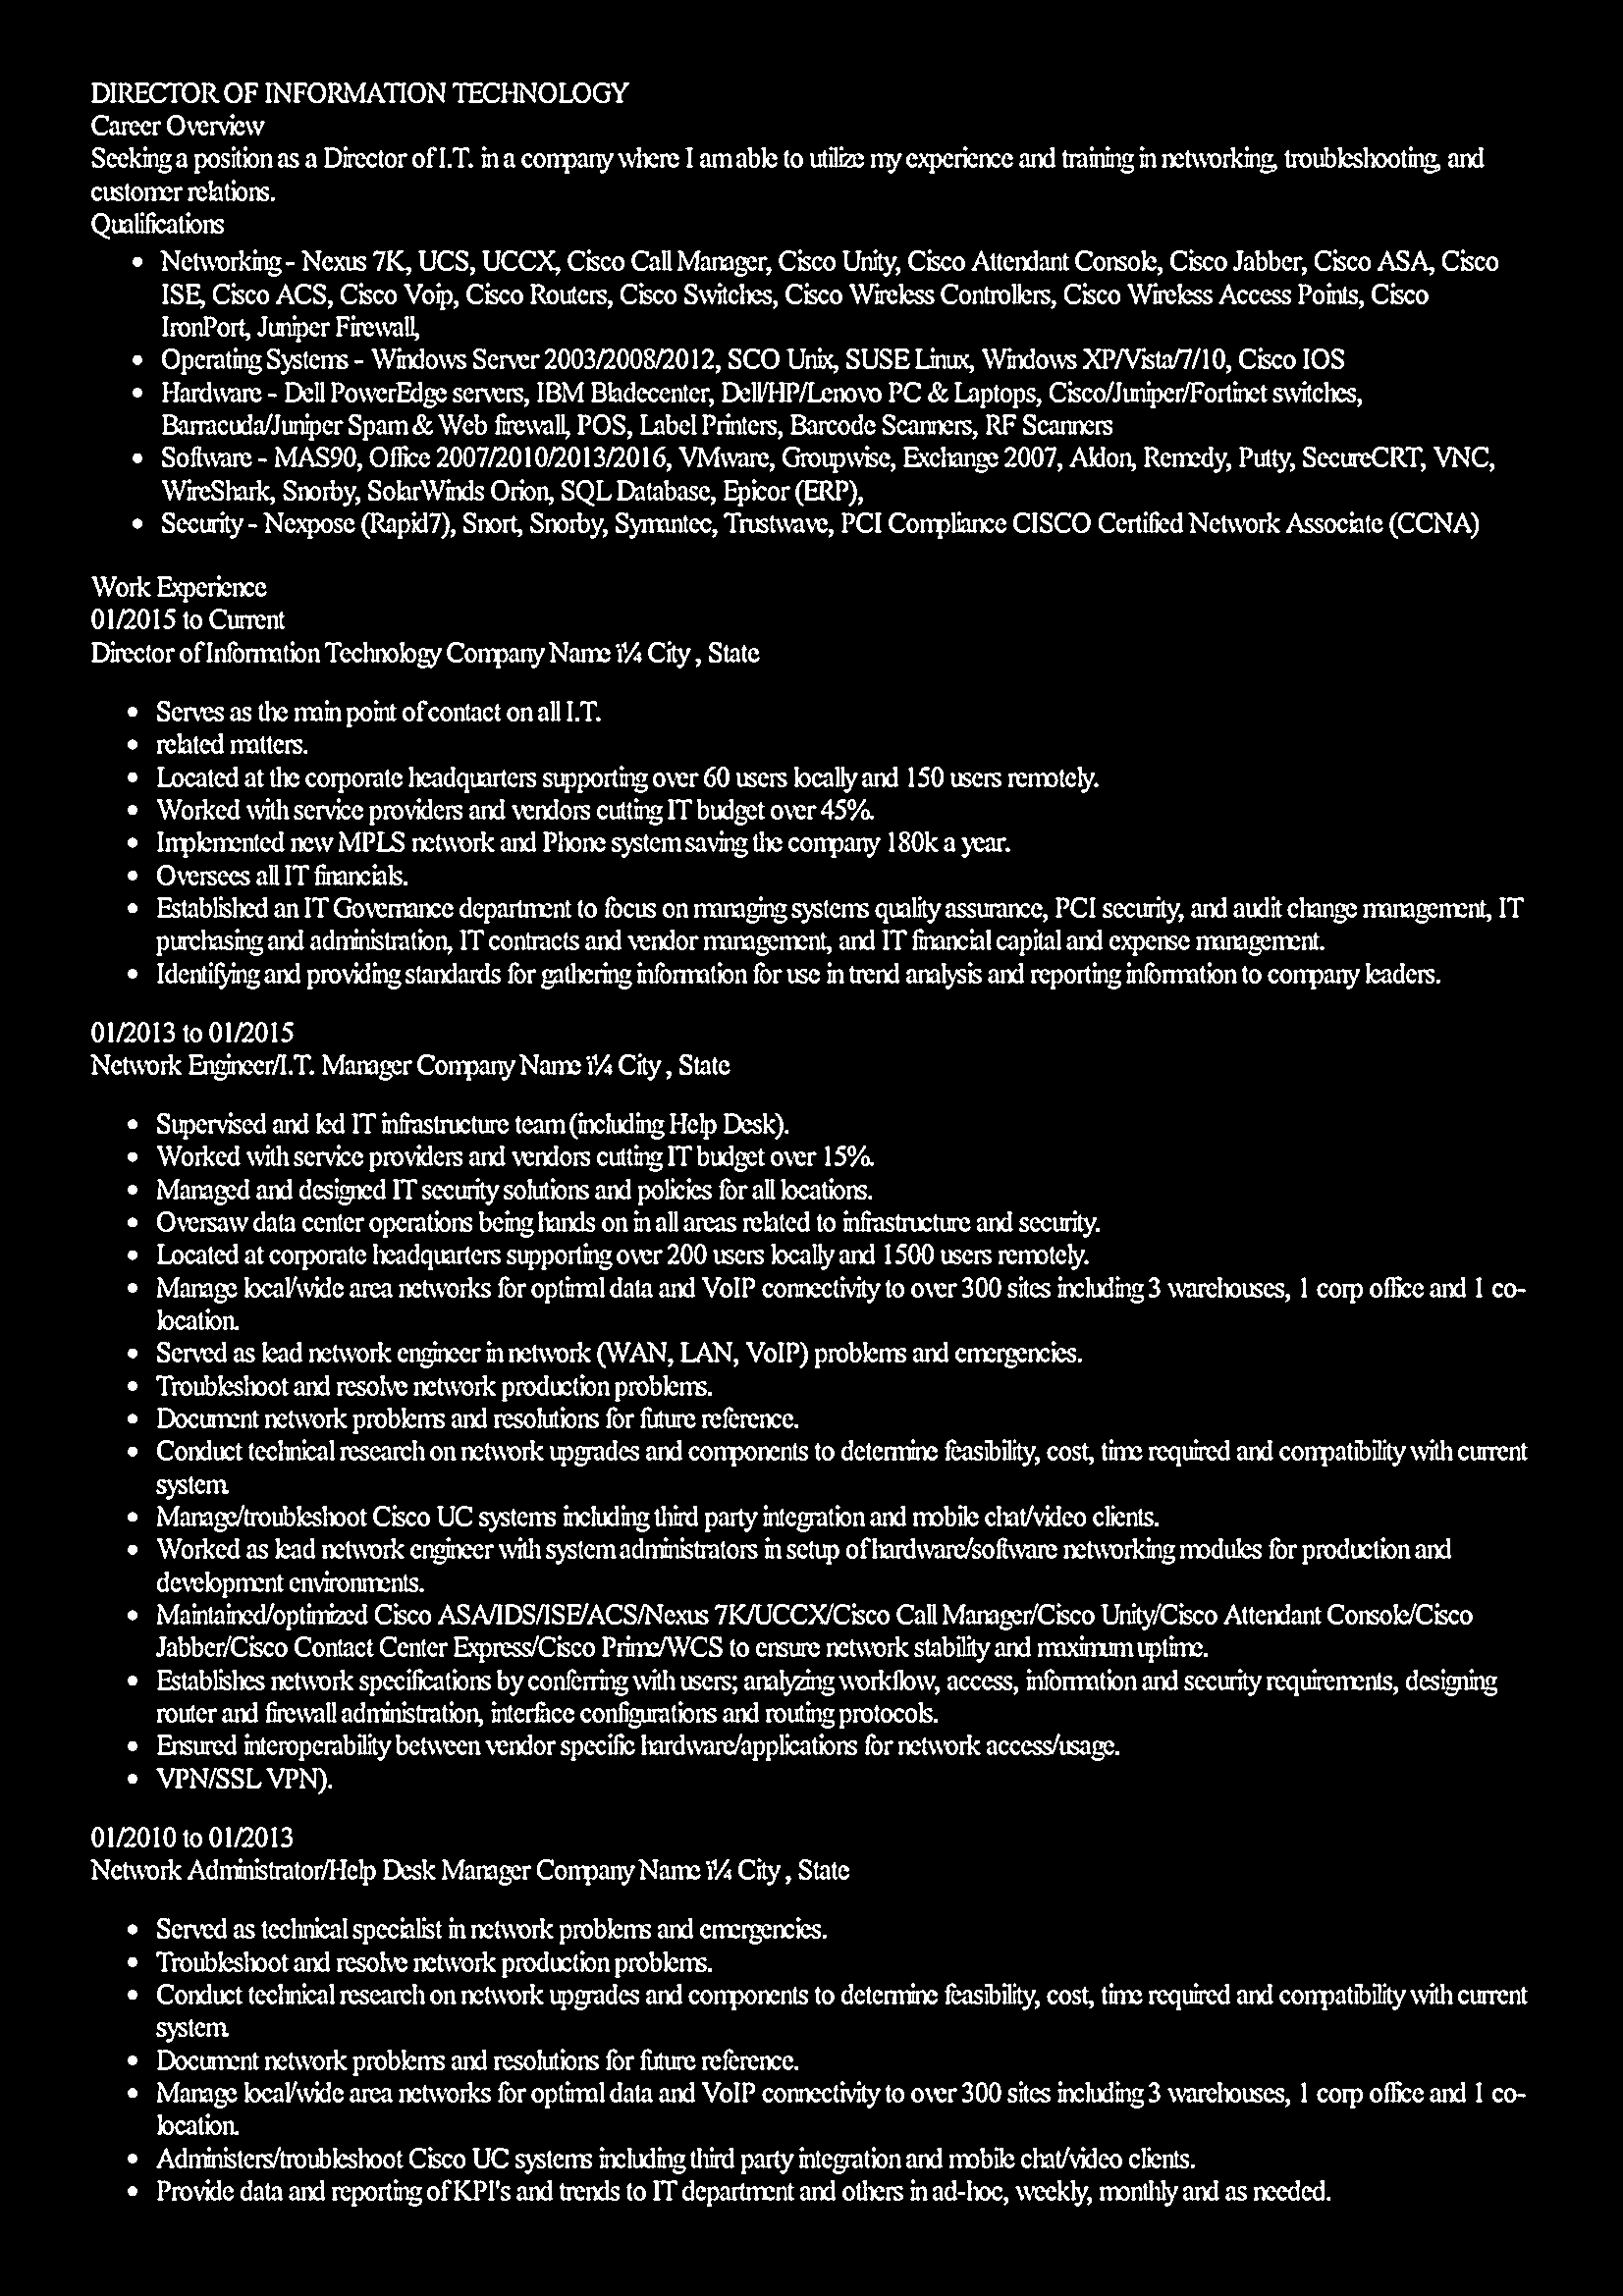 DIRECTOR OF INFORMATION TECHNOLOGY
Career Overview
Seeking a position as a Director of I.T. in a company where I am able to utilize my experience and training in networking, troubleshooting, and
customer relations.
Qualifications
• Networking - Nexus 7K, UCS, UCCX, Cisco Call Manager, Cisco Unity, Cisco Attendant Console, Cisco Jabber, Cisco ASA, Cisco
ISE, Cisco ACS, Cisco Voip, Cisco Routers, Cisco Switches, Cisco Wireless Controllers, Cisco Wireless Access Points, Cisco
IronPort, Juniper Firewall,
• Operating Systems - Windows Server 2003/2008/2012, SCO Unix, SUSE Linux, Windows XP/Vista/7/10, Cisco IOS
• Hardware - Dell PowerEdge servers, IBM Bladecenter, Dell/HP/Lenovo PC & Laptops, Cisco/Juniper/Fortinet switches,
Barracuda/Juniper Spam & Web firewall, POS, Label Printers, Barcode Scanners, RF Scanners
• Software - MAS90, Office 2007/2010/2013/2016, VMware, Groupwise, Exchange 2007, Aldon, Remedy, Putty, SecureCRT, VNC,
WireShark, Snorby, SolarWinds Orion, SQL Database, Epicor (ERP),
• Security - Nexpose (Rapid7), Snort, Snorby, Symantec, Trustwave, PCI Compliance CISCO Certified Network Associate (CCNA)
Work Experience
01/2015 to Current
Director of Information Technology Company Name ï¼ City , State
• Serves as the main point of contact on all I.T.
• related matters.
• Located at the corporate headquarters supporting over 60 users locally and 150 users remotely.
• Worked with service providers and vendors cutting IT budget over 45%.
• Implemented new MPLS network and Phone system saving the company 180k a year.
• Oversees all IT financials.
• Established an IT Governance department to focus on managing systems quality assurance, PCI security, and audit change management, IT
purchasing and administration, IT contracts and vendor management, and IT financial capital and expense management.
• Identifying and providing standards for gathering information for use in trend analysis and reporting information to company leaders.
01/2013 to 01/2015
Network Engineer/I.T. Manager Company Name ï¼ City , State
• Supervised and led IT infrastructure team (including Help Desk).
• Worked with service providers and vendors cutting IT budget over 15%.
• Managed and designed IT security solutions and policies for all locations.
• Oversaw data center operations being hands on in all areas related to infrastructure and security.
• Located at corporate headquarters supporting over 200 users locally and 1500 users remotely.
• Manage local/wide area networks for optimal data and VoIP connectivity to over 300 sites including 3 warehouses, 1 corp office and 1 co-
location.
• Served as lead network engineer in network (WAN, LAN, VoIP) problems and emergencies.
• Troubleshoot and resolve network production problems.
• Document network problems and resolutions for future reference.
• Conduct technical research on network upgrades and components to determine feasibility, cost, time required and compatibility with current
system.
• Manage/troubleshoot Cisco UC systems including third party integration and mobile chat/video clients.
• Worked as lead network engineer with system administrators in setup of hardware/software networking modules for production and
development environments.
• Maintained/optimized Cisco ASA/IDS/ISE/ACS/Nexus 7K/UCCX/Cisco Call Manager/Cisco Unity/Cisco Attendant Console/Cisco
Jabber/Cisco Contact Center Express/Cisco Prime/WCS to ensure network stability and maximum uptime.
• Establishes network specifications by conferring with users; analyzing workflow, access, information and security requirements, designing
router and firewall administration, interface configurations and routing protocols.
• Ensured interoperability between vendor specific hardware/applications for network access/usage.
• VPN/SSL VPN).
01/2010 to 01/2013
Network Administrator/Help Desk Manager Company Name ï¼ City , State
• Served as technical specialist in network problems and emergencies.
• Troubleshoot and resolve network production problems.
• Conduct technical research on network upgrades and components to determine feasibility, cost, time required and compatibility with current
system.
• Document network problems and resolutions for future reference.
• Manage local/wide area networks for optimal data and VoIP connectivity to over 300 sites including 3 warehouses, 1 corp office and 1 co-
location.
• Administers/troubleshoot Cisco UC systems including third party integration and mobile chat/video clients.
• Provide data and reporting of KPI's and trends to IT department and others in ad-hoc, weekly, monthly and as needed.